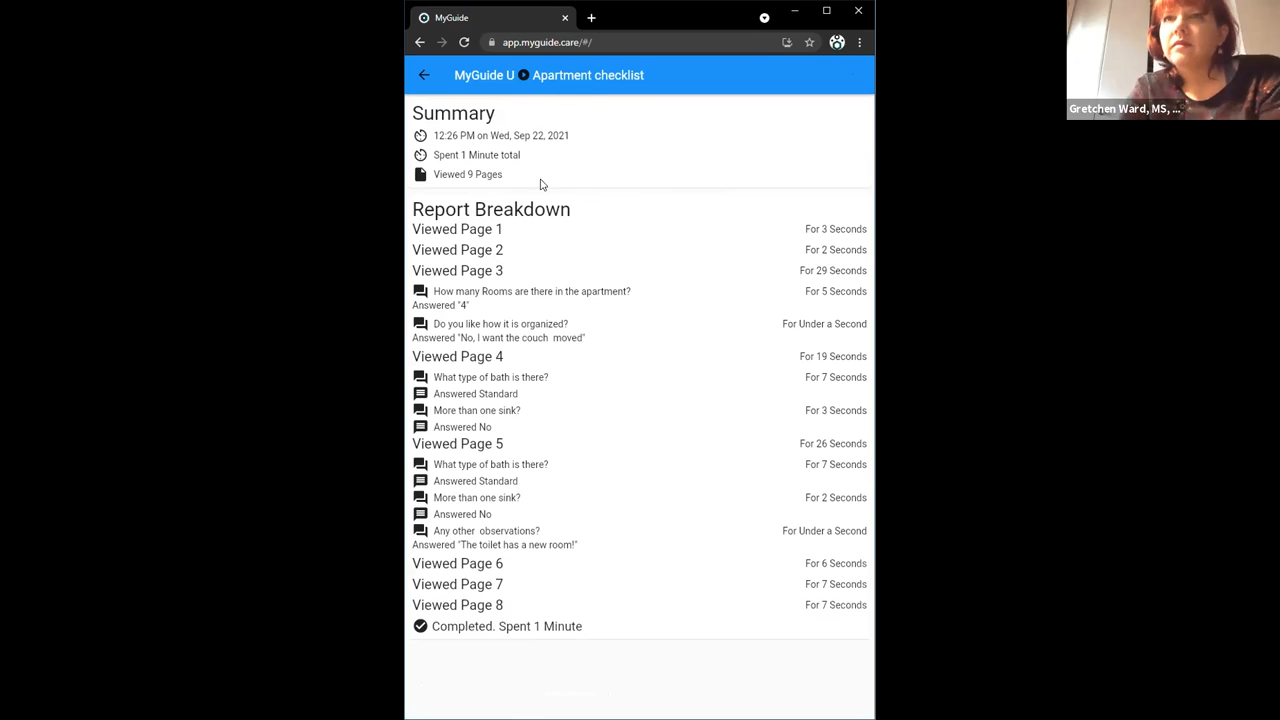 MyGuide
app.myguide.care/#/
MyGuide U Apartment checklist
Summary
12:26 PM on Wed, Sep 22, 2021
Spent 1 Minute total
Viewed 9 Pages
Report Breakdown
Viewed Page 1 For 3 Seconds
Viewed Page 2 For 2 Seconds
Viewed Page 3 For 29 Seconds
How many Rooms are there in the apartment? For 5 Seconds
Answered "4"
Do you like how it is organized? For Under a Second
Answered "No, I want the couch  moved"
Viewed Page 4 For 19 Seconds
What type of bath is there? For 7 Seconds
Answered Standard
More than one sink? For 3 Seconds
Answered No
Viewed Page 5 For 26 Seconds
What type of bath is there? For 7 Seconds
Answered Standard
More than one sink? For 2 Seconds
Answered No
Any other  observations? For Under a Second
Answered "The toilet has a new room!"
Viewed Page 6 For 6 Seconds
Viewed Page 7 For 7 Seconds
Viewed Page 8 For 7 Seconds
Completed. Spent 1 Minute
Gretchen Ward, MS, ...